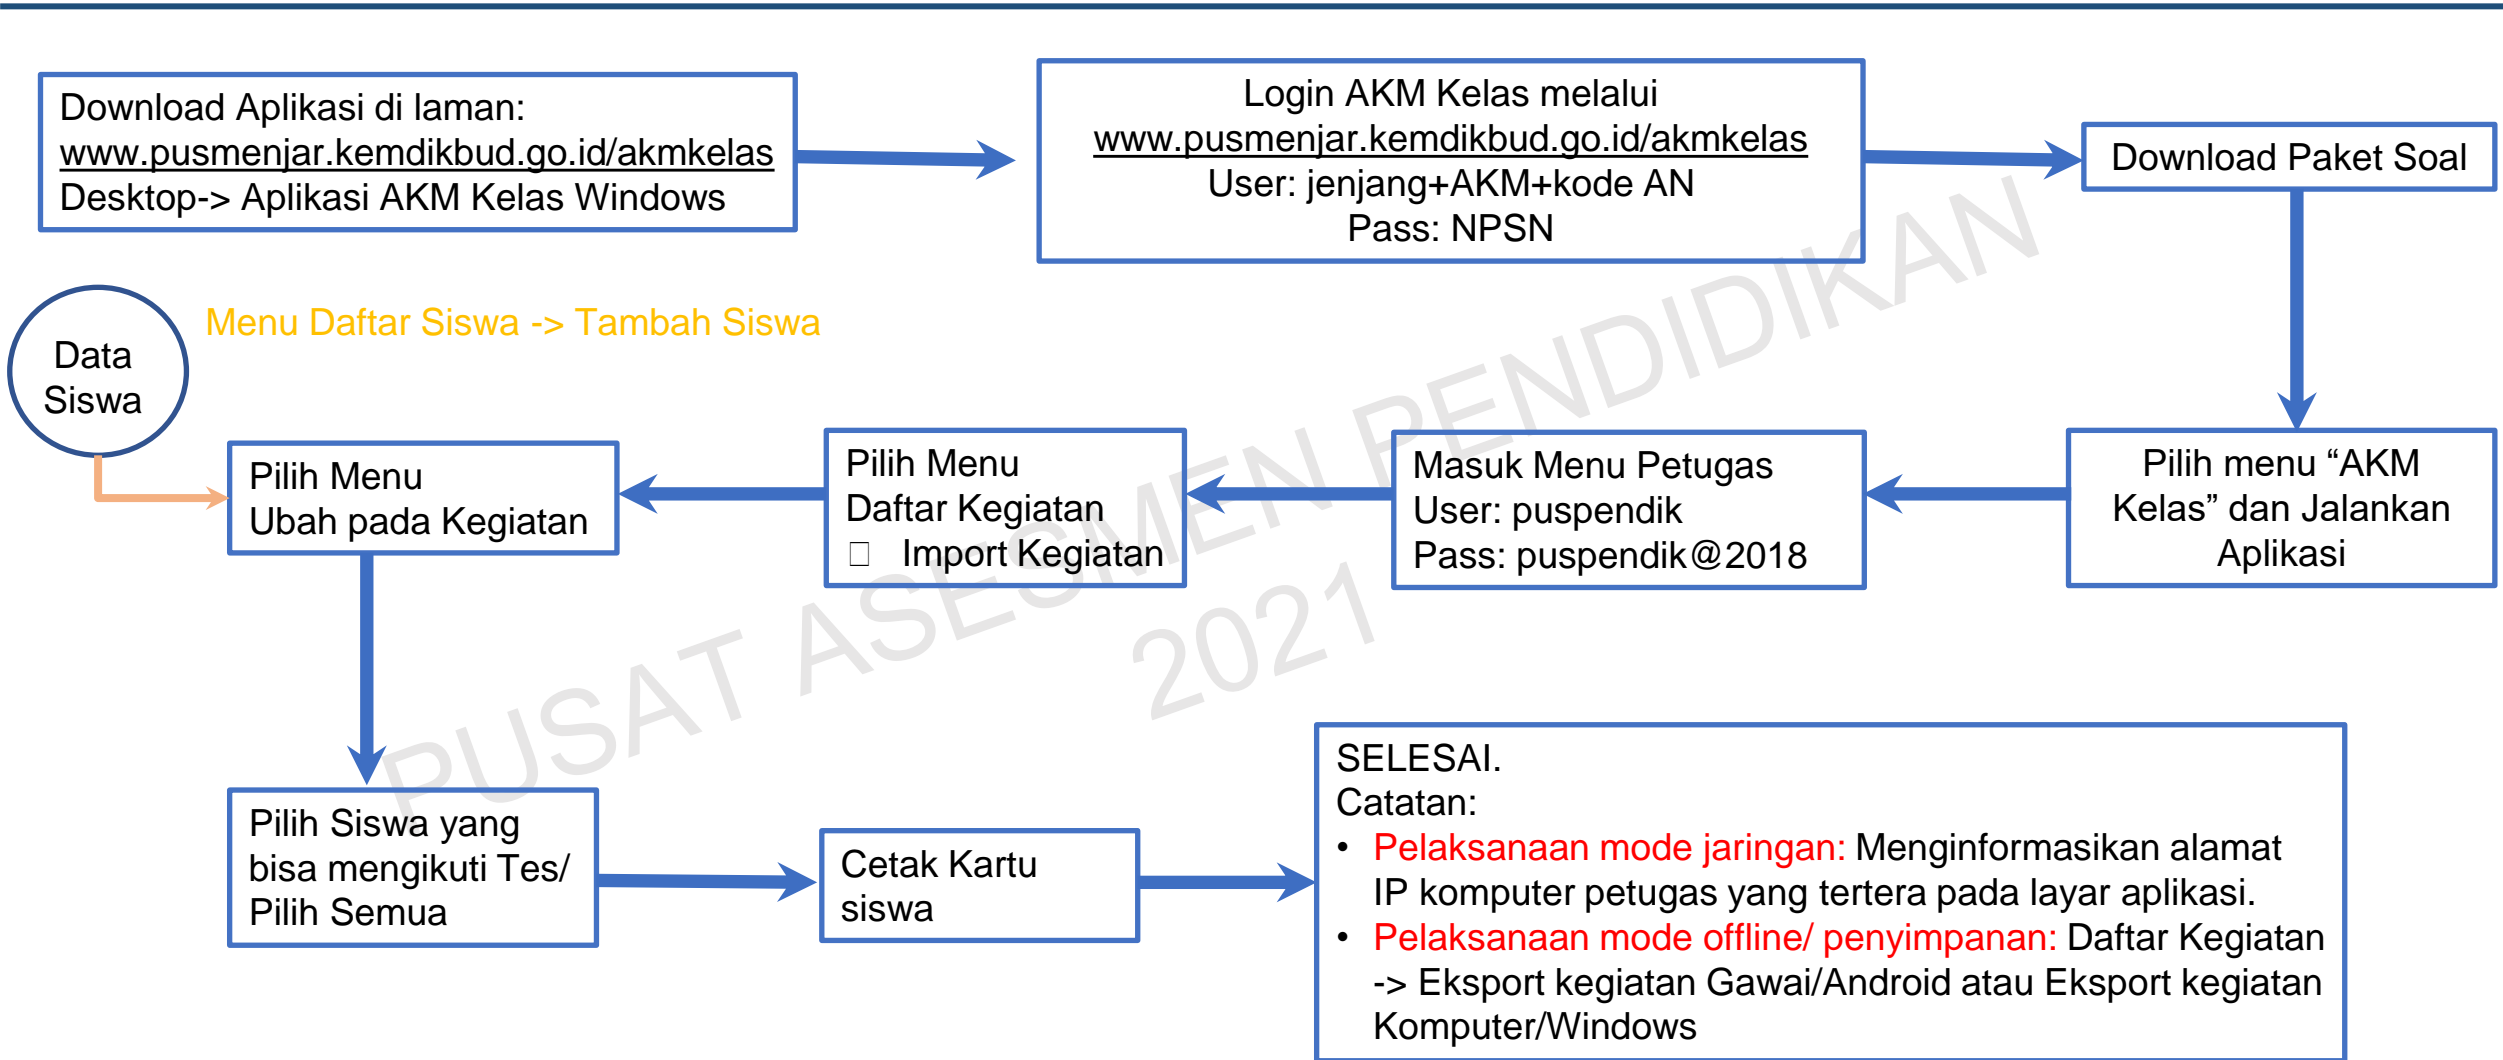 Download Aplikasi di laman:
www.pusmenjar.kemdikbud.go.id/akmkelas
Desktop-> Aplikasi AKM Kelas Windows
Login AKM Kelas melalui
www.pusmenjar.kemdikbud.go.id/akmkelas
User: jenjang+AKM+kode AN
Pass: NPSN
Download Paket Soal
Data
Siswa
Menu Daftar Siswa -> Tambah Siswa
Pilih Menu
Ubah pada Kegiatan
Pilih Menu
Daftar Kegiatan
□ Import Kegiatan
Masuk Menu Petugas
User: puspendik
Pass: puspendik@2018
Pilih menu “AKM
Kelas” dan Jalankan
Aplikasi
PUSAT ASESMEN PENDIDIKAN
2021
Pilih Siswa yang
bisa mengikuti Tes/
Pilih Semua
Cetak Kartu
siswa
SELESAI.
Catatan:
• Pelaksanaan mode jaringan: Menginformasikan alamat
IP komputer petugas yang tertera pada layar aplikasi.
• Pelaksanaan mode offline/ penyimpanan: Daftar Kegiatan
-> Eksport kegiatan Gawai/Android atau Eksport kegiatan
Komputer/Windows